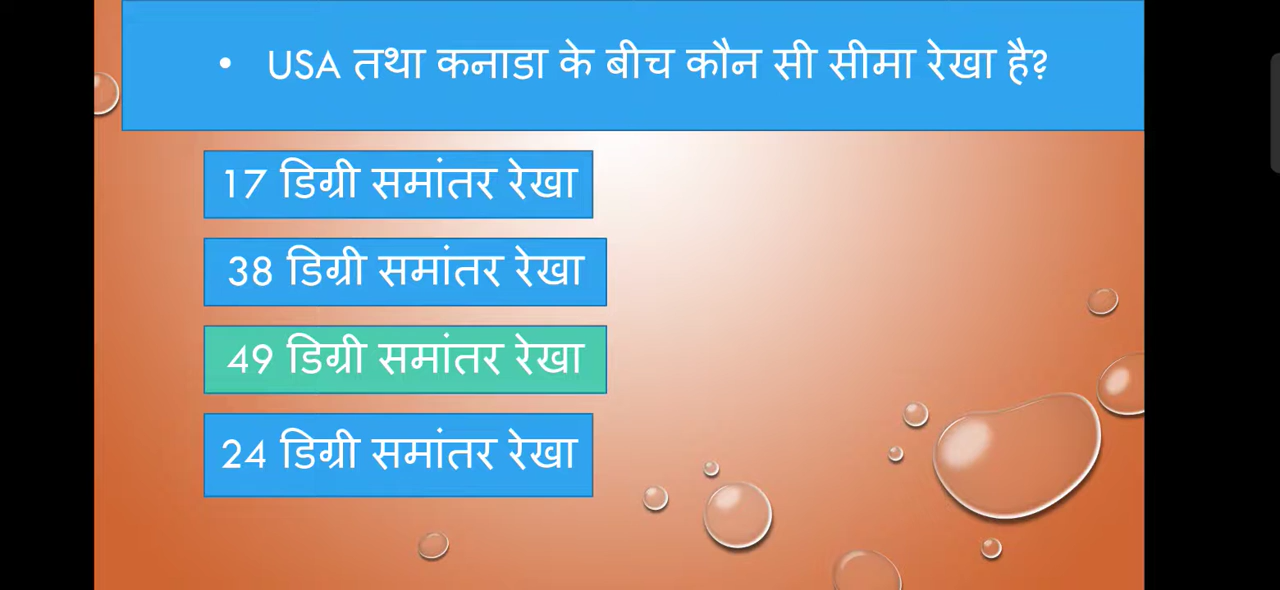 • USA तथा कनाडा के बीच कौन सी सीमा रेखा है?
17 डिग्री समांतर रेखा
38 डिग्री समांतर रेखा
49 डिग्री समांतर रेखा
24 डिग्री समांतर रेखा